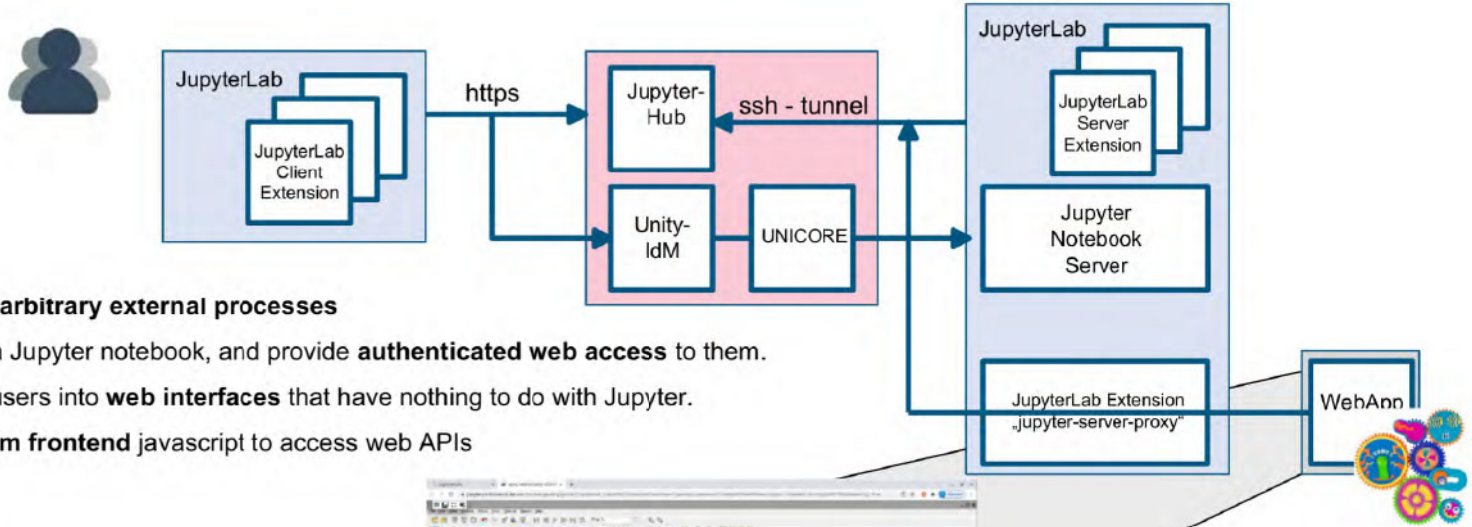 JupyterLab
JupyterLab
Client
Extension
https
Jupyter-
Hub
ssh - tunnel
Unity-
IdM
UNICORE
JupyterLab
JupyterLab
Server
Extension
Jupyter
Notebook
Server
JupyterLab Extension
„jupyter-server-proxy“
WebApp
arbitrary external processes
Jupyter notebook, and provide authenticated web access to them.
users into web interfaces that have nothing to do with Jupyter.
frontend javascript to access web APIs